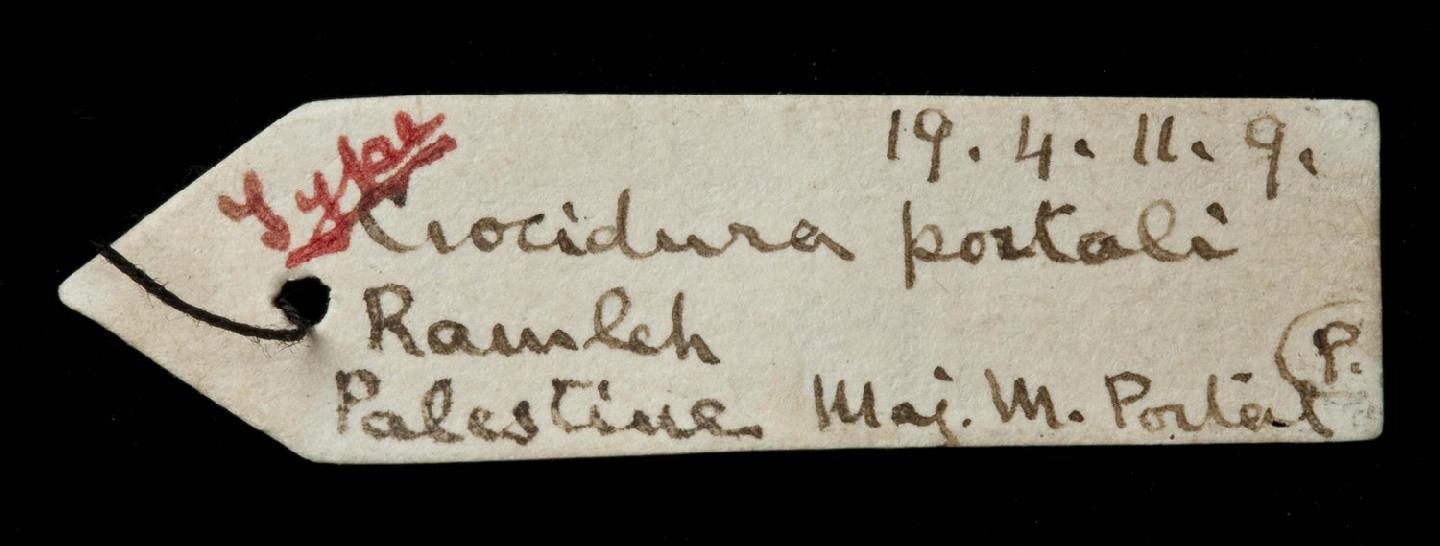 Type
19. 4. 11. 9.
Crocidura portali
Ramleh
P.
Palestine Maj. M. Portal